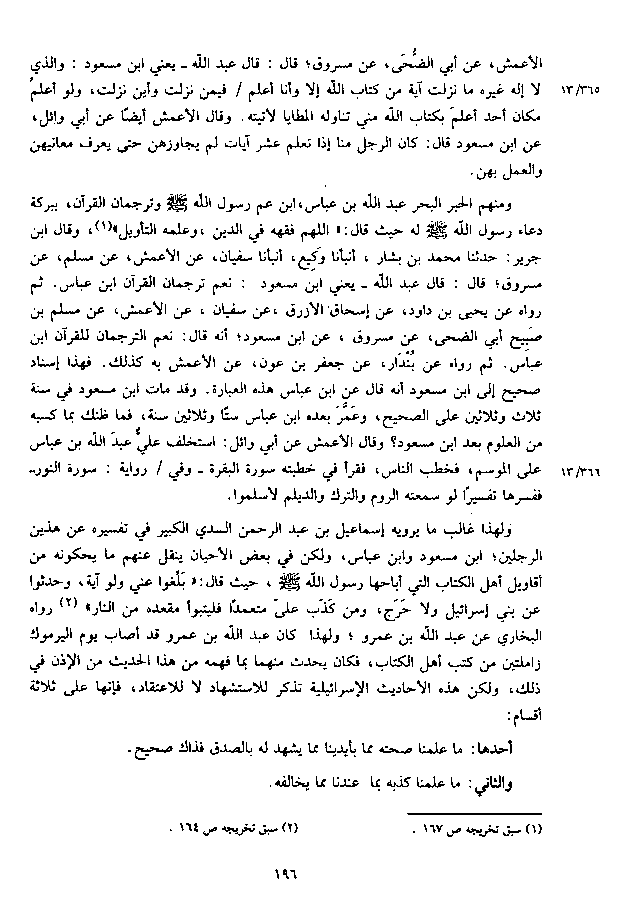 الأعمش، عن أبي الضُّحَى، عن مسروق؛ قال : قال عبد الله ـ يعني ابن مسعود : والذي
١٣/٣٦٥ لا إله غيره ما نزلت آية من كتاب الله إلا وأنا أعلم / فيمن نزلت وأين نزلت، ولو أعلمُ
مكان أحد أعلمَ بكتاب الله مني تناوله المطايا لأتيته. وقال الأعمش أيضًا عن أبي وائل،
عن ابن مسعود قال: كان الرجل منا إذا تعلم عشر آيات لم يجاوزهن حتى يعرف معانيهن
والعمل بهن.
ومنهم الحبر البحر عبد الله بن عباس، ابن عم رسول الله ﷺ وترجمان القرآن، ببركة
دعاء رسول الله ﷺ له حيث قال: «اللهم فقهه في الدين ، وعلمه التأويل»(١)، وقال ابن
جرير: حدثنا محمد بن بشار ، أنبأنا وَكِيع، أنبأنا سفيان، عن الأعمش، عن مسلم، عن
مسروق؛ قال : قال عبد الله ـ يعني ابن مسعود : نعم ترجمان القرآن ابن عباس. ثم
رواه عن يحيى بن داود، عن إسحاق الأزرق ، عن سفيان ، عن الأعمش، عن مسلم بن
صَبِيح أبي الضحى، عن مسروق ، عن ابن مسعود؛ أنه قال: نعم الترجمان للقرآن ابن
عباس. ثم رواه عن بُنْدَار، عن جعفر بن عون، عن الأعمش به كذلك. فهذا إسناد
صحيح إلى ابن مسعود أنه قال عن ابن عباس هذه العبارة. وقد مات ابن مسعود في سنة
ثلاث وثلاثين على الصحيح، وعَمَّرَ بعده ابن عباس ستًا وثلاثين سنة، فما ظنك بما كسبه
من العلوم بعد ابن مسعود؟ وقال الأعمش عن أبي وائل: استخلف عليٌّ عبدَ الله بن عباس
١٣/٣٦٦ على الموسم، فخطب الناس، فقرأ في خطبته سورة البقرة ـ وفي / رواية : سورة النور ـ
ففسرها تفسيرًا لو سمعته الروم والترك والديلم لأسلموا.
ولهذا غالب ما يرويه إسماعيل بن عبد الرحمن السدي الكبير في تفسيره عن هذين
الرجلين؛ ابن مسعود وابن عباس، ولكن في بعض الأحيان ينقل عنهم ما يحكونه من
أقاويل أهل الكتاب التي أباحها رسول الله ﷺ ، حيث قال: «بَلِّغوا عني ولو آية، وحدثوا
عن بني إسرائيل ولا حَرَج، ومن كَذَب عليّ متعمدًا فليتبوأ مقعده من النار» (٢) رواه
البخاري عن عبد الله بن عمرو ؛ ولهذا كان عبد الله بن عمرو قد أصاب يوم اليرموك
زاملتين من كتب أهل الكتاب، فكان يحدث منهما بما فهمه من هذا الحديث من الإذن في
ذلك، ولكن هذه الأحاديث الإسرائيلية تذكر للاستشهاد لا للاعتقاد، فإنها على ثلاثة
أقسام:
أحدها: ما علمنا صحته مما بأيدينا مما يشهد له بالصدق فذاك صحيح.
والثاني: ما علمنا كذبه بما عندنا مما يخالفه.
(١) سبق تخريجه ص ١٦٧ . (٢) سبق تخريجه ص ١٦٤ .
١٩٦